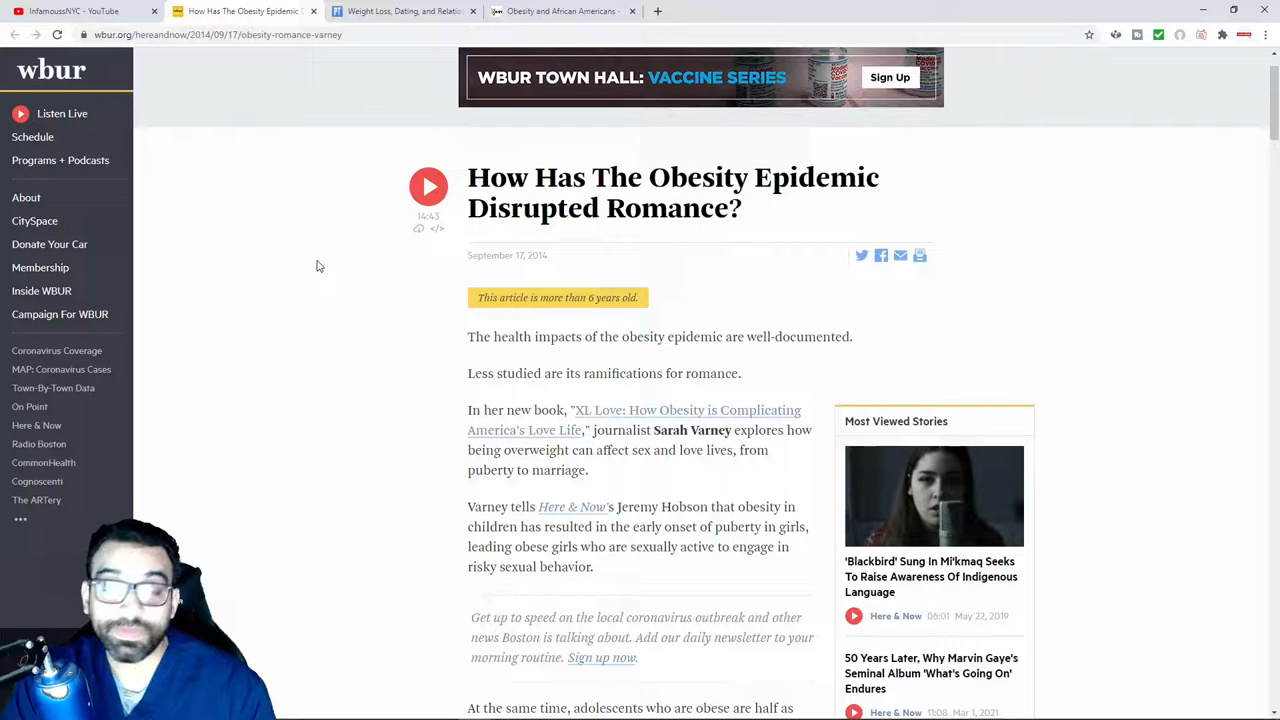 InfamousNYC - YouTube
How Has The Obesity Epidemic D
Weight Loss, Dating, and Relation
Obesity and African Americans -
wbur.org/hereandnow/2014/09/17/obesity-romance-varney
wbur
Listen Live
Schedule
Programs + Podcasts
About
CitySpace
Donate Your Car
Membership
Inside WBUR
Campaign For WBUR
Coronavirus Coverage
MAP: Coronavirus Cases
Town-By-Town Data
On Point
Here & Now
Radio Boston
CommonHealth
Cognoscenti
The ARTery
WBUR TOWN HALL: VACCINE SERIES
Sign Up
How Has The Obesity Epidemic
Disrupted Romance?
14:43
September 17, 2014
This article is more than 6 years old.
The health impacts of the obesity epidemic are well-documented.
Less studied are its ramifications for romance.
In her new book, "XL Love: How Obesity is Complicating
America's Love Life," journalist Sarah Varney explores how
being overweight can affect sex and love lives, from
puberty to marriage.
Varney tells Here & Now's Jeremy Hobson that obesity in
children has resulted in the early onset of puberty in girls,
leading obese girls who are sexually active to engage in
risky sexual behavior.
Get up to speed on the local coronavirus outbreak and other
news Boston is talking about. Add our daily newsletter to your
morning routine. Sign up now.
At the same time, adolescents who are obese are half as
Most Viewed Stories
'Blackbird' Sung In Mi'kmaq Seeks
To Raise Awareness Of Indigenous
Language
Here & Now 06:01 May 22, 2019
50 Years Later, Why Marvin Gaye's
Seminal Album 'What's Going On'
Endures
Here & Now 11:08 Mar 1, 2021